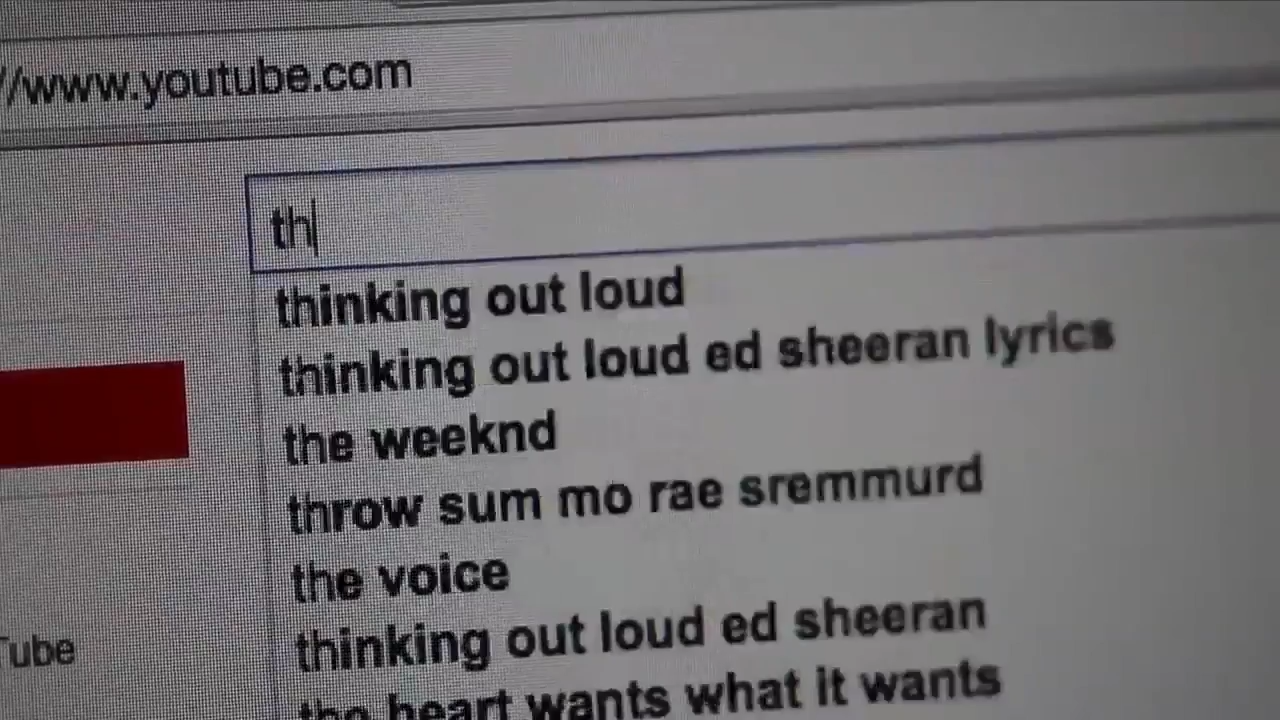 //www.youtube.com
th
thinking out loud
thinking out loud ed sheeran lyrics
the weeknd
throw sum mo rae sremmurd
the voice
thinking out loud ed sheeran
Tube
the heart wants what it wants